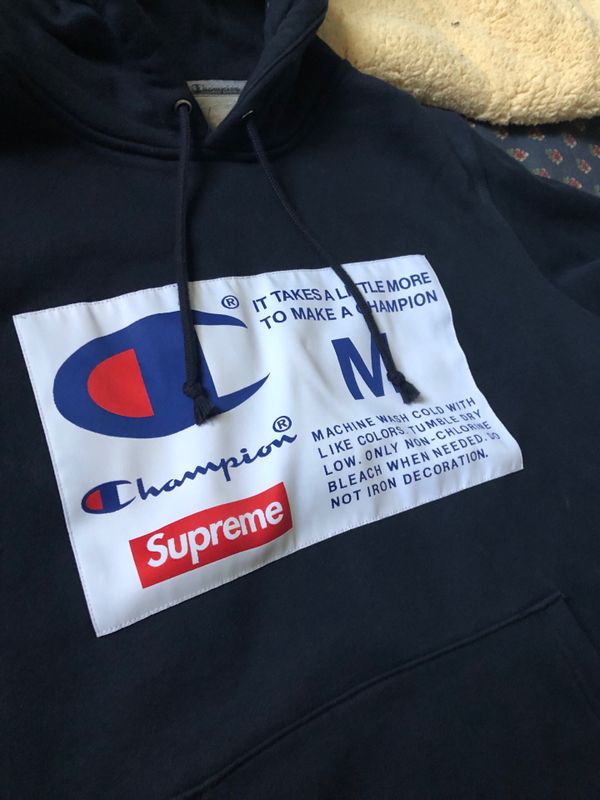 Champion
IT TAKES A LITTLE MORE
TO MAKE A CHAMPION
M
Champion
Supreme
MACHINE WASH COLD WITH
LIKE COLORS. TUMBLE DRY
LOW. ONLY NON-CHLORINE
BLEACH WHEN NEEDED. DO
NOT IRON DECORATION.